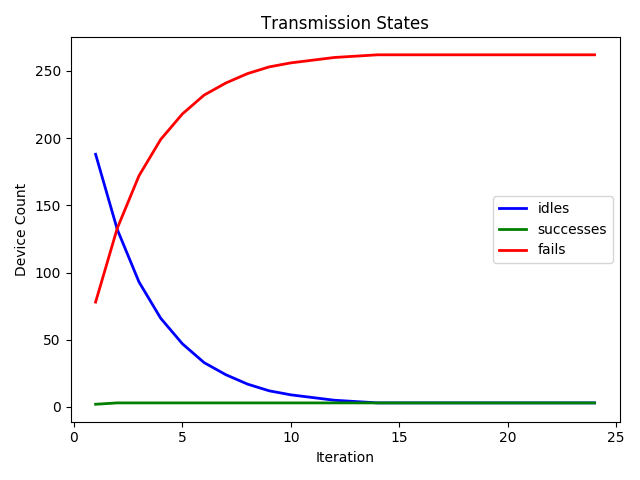 Transmission States
Device Count
250
200
150
100
50
0
idles
successes
fails
0 5 10 15 20 25
Iteration